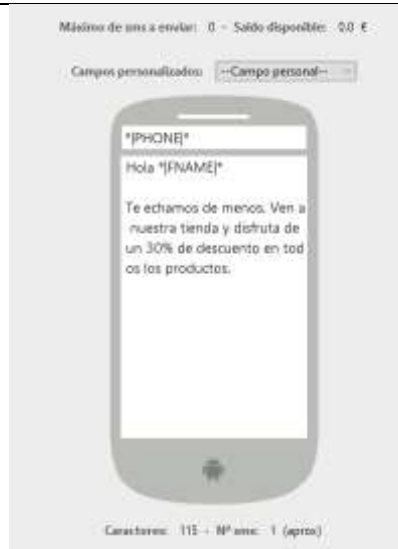 Máximo de sms a enviar: 0 - Saldo disponible: 0.0 €
Campos personalizados: --Campo personal--
*|PHONE|*
Hola *|FNAME|*
Te echamos de menos. Ven a
nuestra tienda y disfruta de
un 30% de descuento en tod
os los productos.
Caracteres: 115 - Nº sms: 1 (aprox)